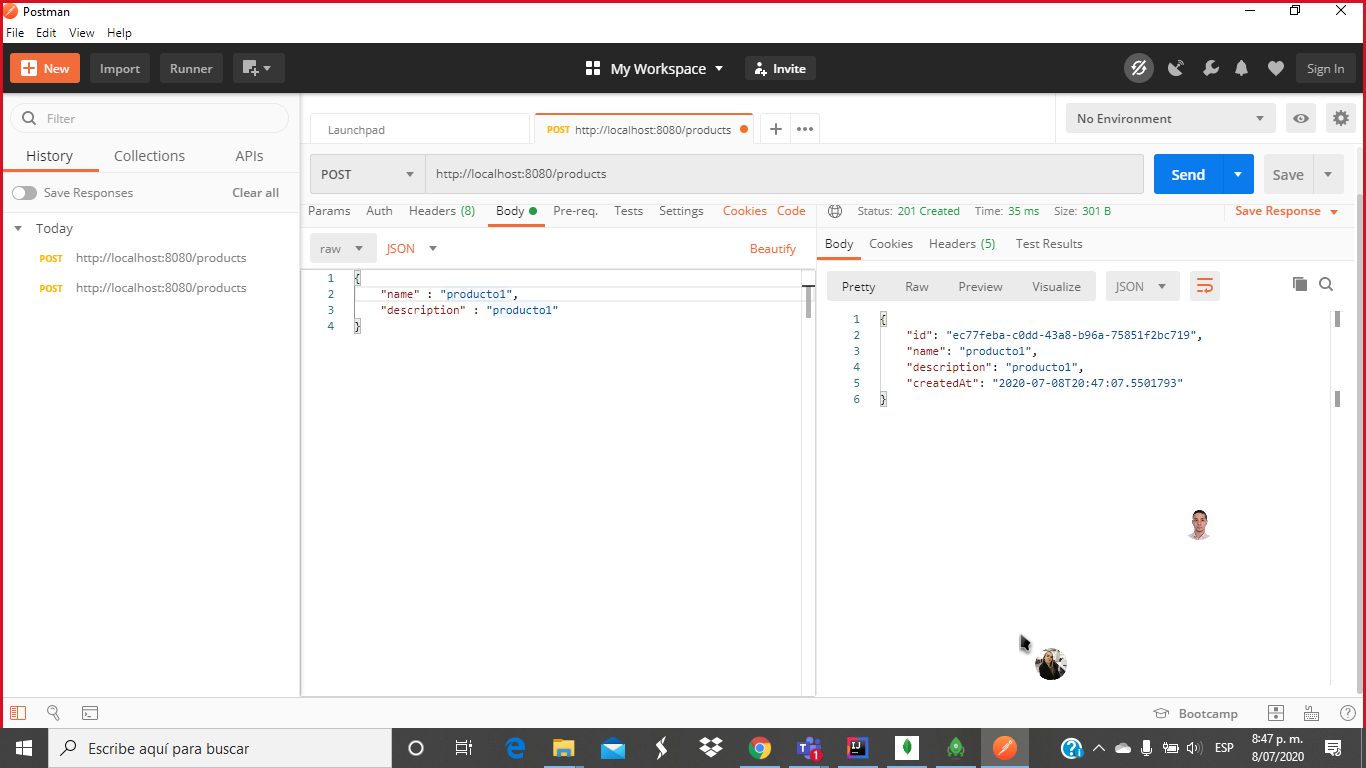 Postman
File Edit View Help
New Import Runner My Workspace Invite Sign In
Filter
History Collections APIs
Save Responses Clear all
Today
POST http://localhost:8080/products
POST http://localhost:8080/products
Launchpad POST http://localhost:8080/products No Environment
POST http://localhost:8080/products Send Save
Params Auth Headers (8) Body Pre-req. Tests Settings Cookies Code
raw JSON Beautify
1 {
2 "name" : "producto1",
3 "description" : "producto1"
4 }
Status: 201 Created Time: 35 ms Size: 301 B Save Response
Body Cookies Headers (5) Test Results
Pretty Raw Preview Visualize JSON
1 {
2 "id": "ec77feba-c0dd-43a8-b96a-75851f2bc719",
3 "name": "producto1",
4 "description": "producto1",
5 "createdAt": "2020-07-08T20:47:07.5501793"
6 }
Bootcamp
Escribe aquí para buscar
1
ESP
8:47 p. m.
8/07/2020